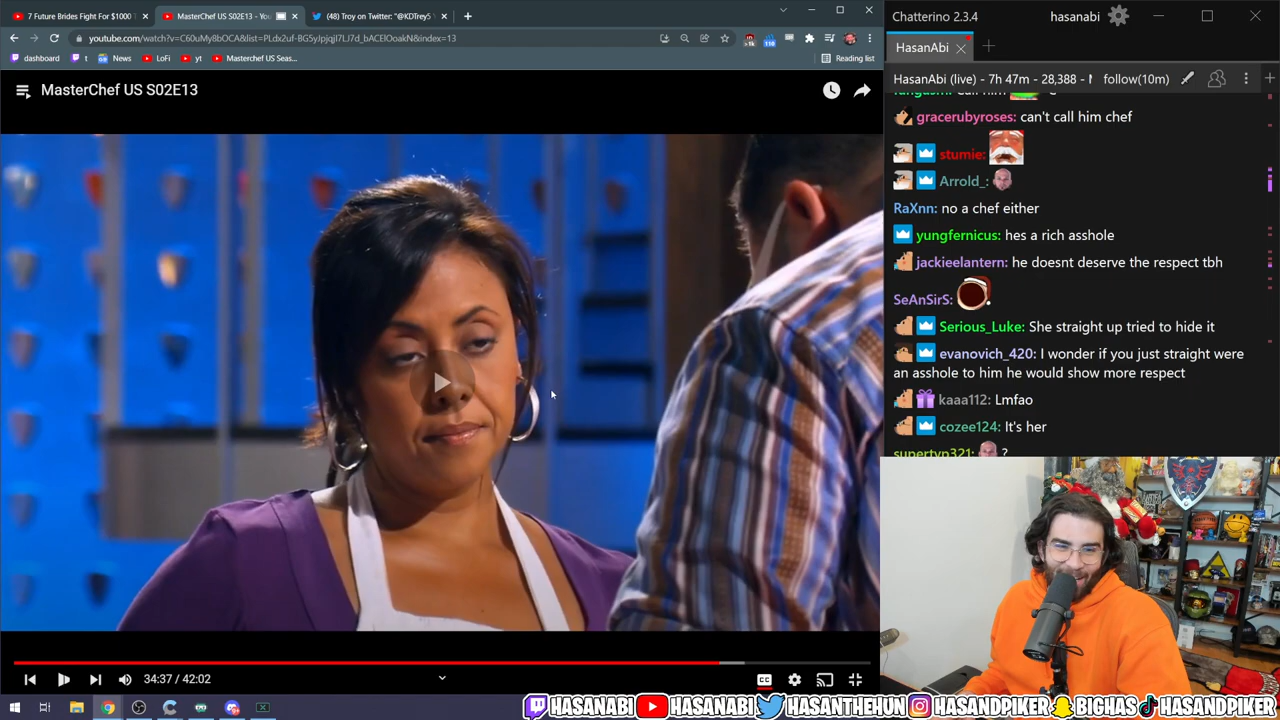 7 Future Brides Fight For $1000
MasterChef US S02E13 - You
(48) Troy on Twitter: "@KDTrey5
youtube.com/watch?v=C60uMy8bOCA&list=PLdx2uf-BG5yJpjqjl7LJ7d_bACElOoakN&index=13
dashboard
t
News
LoFi
yt
Masterchef US Seas...
Reading list
MasterChef US S02E13
34:37 / 42:02
Chatterino 2.3.4
hasanabi
HasanAbi
HasanAbi (live) - 7h 47m - 28,388 -
follow(10m)
gracerubyroses: can't call him chef
stumie:
Arrold_:
RaXnn: no a chef either
yungfernicus: hes a rich asshole
jackieelantern: he doesnt deserve the respect tbh
SeAnSirS:
Serious_Luke: She straight up tried to hide it
evanovich_420: I wonder if you just straight were
an asshole to him he would show more respect
kaaa112: Lmfao
cozee124: It's her
?
HASANABI HASANABI HASANTHEHUN HASANDPIKER BIGHAS HASANDPIKER